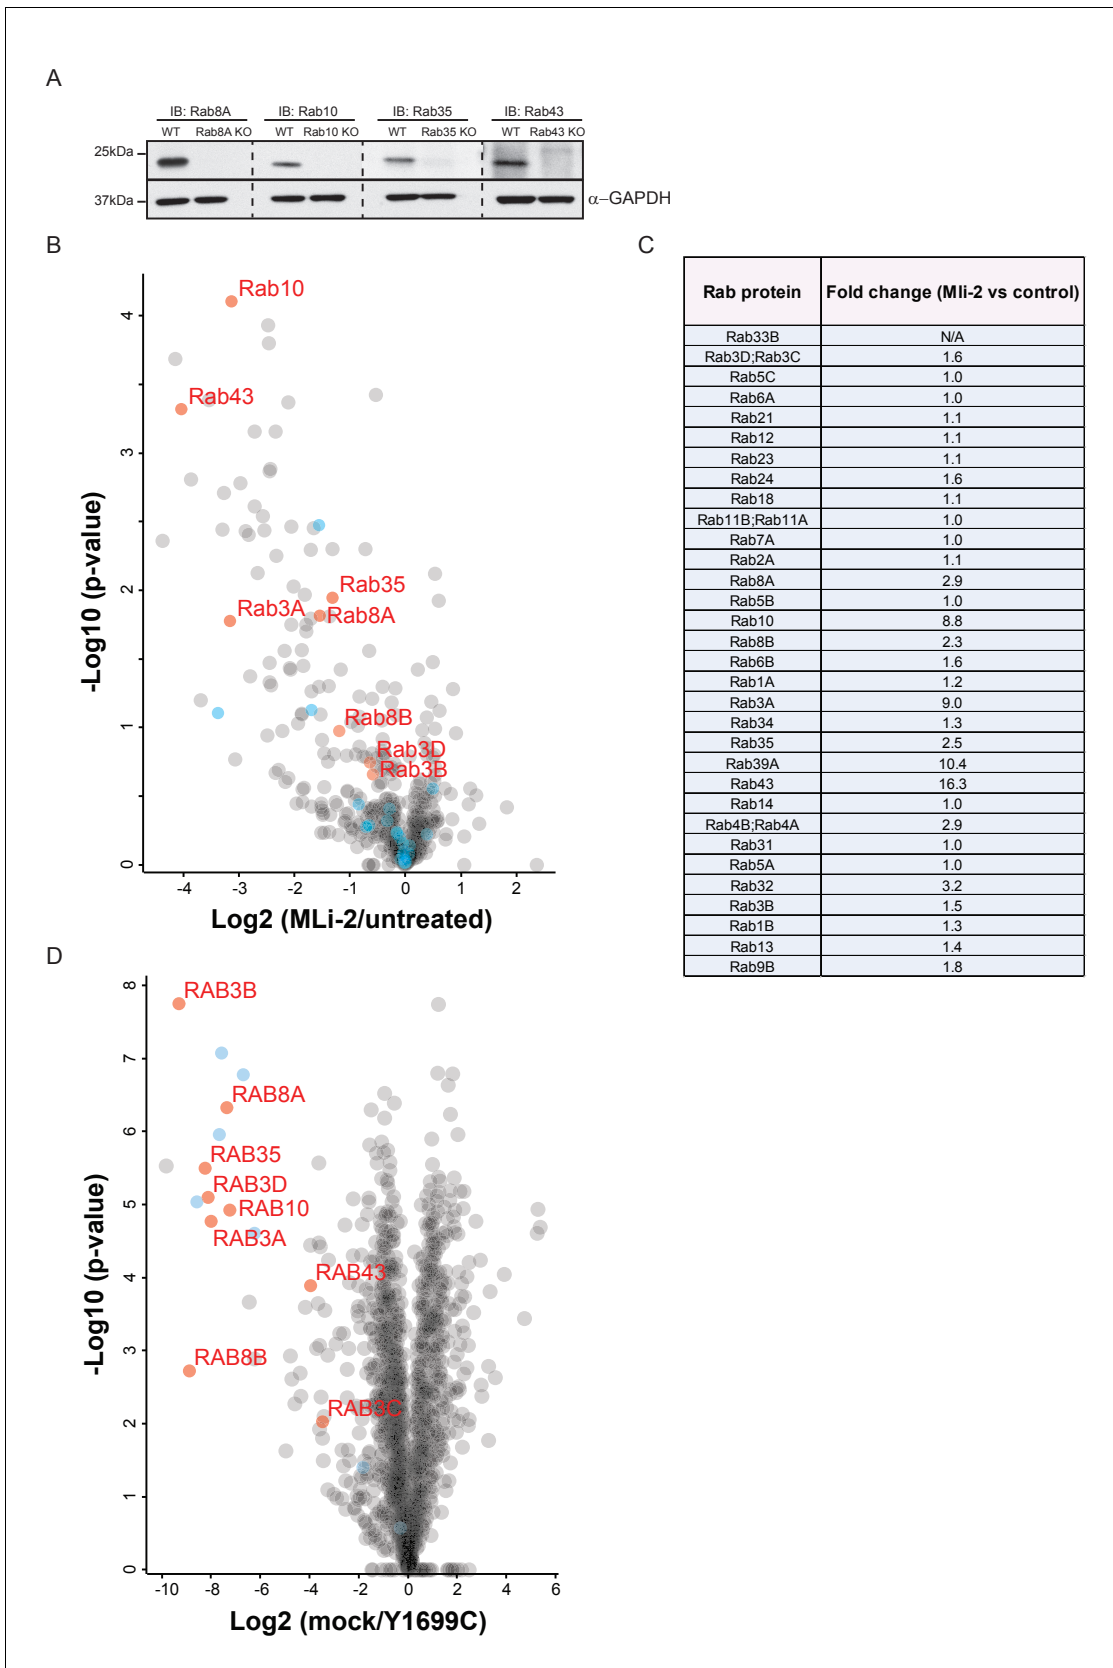 A
IB: Rab8A IB: Rab10 IB: Rab35 IB: Rab43
WT Rab8A KO WT Rab10 KO WT Rab35 KO WT Rab43 KO
25kDa
37kDa α–GAPDH
B
-Log10 (p-value)
4
3
2
1
0
Rab10
Rab43
Rab35
Rab3A
Rab8A
Rab8B
Rab3D
Rab3B
-4 -3 -2 -1 0 1 2
Log2 (MLi-2/untreated)
C
Rab protein Fold change (Mli-2 vs control)
Rab33B N/A
Rab3D;Rab3C 1.6
Rab5C 1.0
Rab6A 1.0
Rab21 1.1
Rab12 1.1
Rab23 1.1
Rab24 1.6
Rab18 1.1
Rab11B;Rab11A 1.0
Rab7A 1.0
Rab2A 1.1
Rab8A 2.9
Rab5B 1.0
Rab10 8.8
Rab8B 2.3
Rab6B 1.6
Rab1A 1.2
Rab3A 9.0
Rab34 1.3
Rab35 2.5
Rab39A 10.4
Rab43 16.3
Rab14 1.0
Rab4B;Rab4A 2.9
Rab31 1.0
Rab5A 1.0
Rab32 3.2
Rab3B 1.5
Rab1B 1.3
Rab13 1.4
Rab9B 1.8
D
-Log10 (p-value)
8
7
6
5
4
3
2
1
0
RAB3B
RAB8A
RAB35
RAB3D
RAB10
RAB3A
RAB43
RAB8B
RAB3C
-10 -8 -6 -4 -2 0 2 4 6
Log2 (mock/Y1699C)